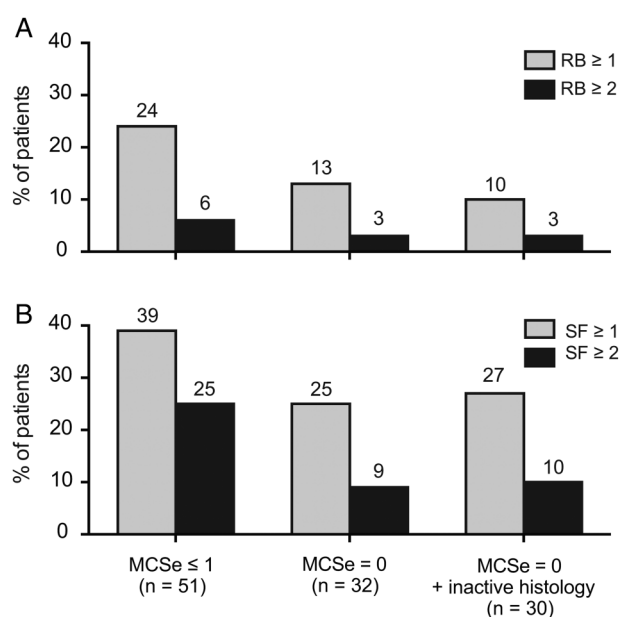 A
40
30
20
10
0
% of patients
24
6
13
3
10
3
RB ≥ 1
RB ≥ 2
B
40
30
20
10
0
% of patients
39
25
25
9
27
10
SF ≥ 1
SF ≥ 2
MCSe ≤ 1
(n = 51)
MCSe = 0
(n = 32)
MCSe = 0
+ inactive histology
(n = 30)